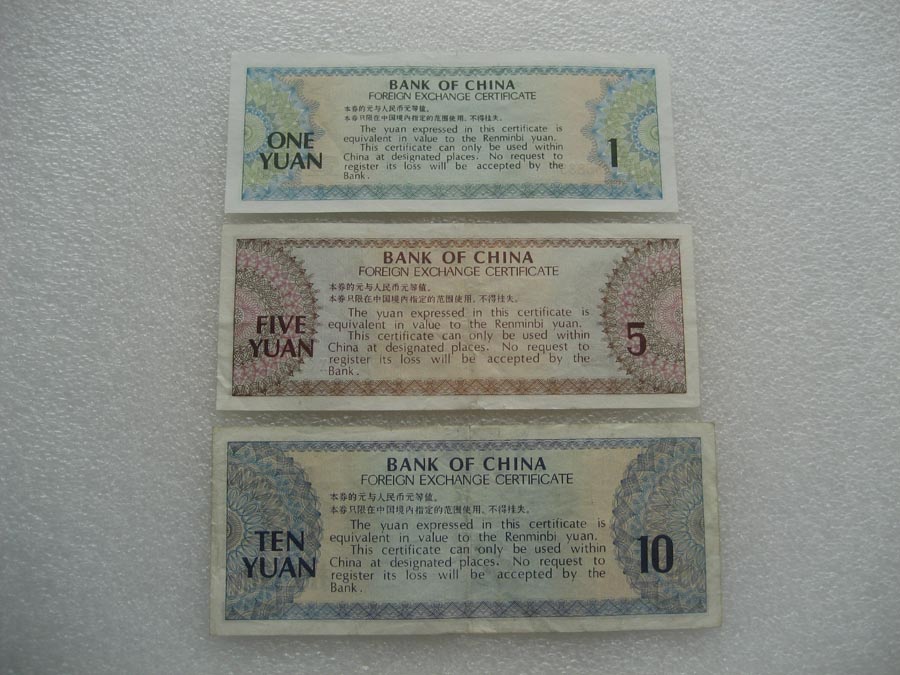 BANK OF CHINA
FOREIGN EXCHANGE CERTIFICATE
本券的元与人民币元等值。
本券只限在中国境内指定的范围使用，不得挂失。
The yuan expressed in this certificate is
equivalent in value to the Renminbi yuan.
This certificate can only be used within
China at designated places. No request to
register its loss will be accepted by the
Bank.
ONE
YUAN
1
BANK OF CHINA
FOREIGN EXCHANGE CERTIFICATE
本券的元与人民币元等值。
本券只限在中国境内指定的范围使用，不得挂失。
The yuan expressed in this certificate is
equivalent in value to the Renminbi yuan.
This certificate can only be used within
China at designated places. No request to
register its loss will be accepted by the
Bank.
FIVE
YUAN
5
BANK OF CHINA
FOREIGN EXCHANGE CERTIFICATE
本券的元与人民币元等值。
本券只限在中国境内指定的范围使用，不得挂失。
The yuan expressed in this certificate is
equivalent in value to the Renminbi yuan.
This certificate can only be used within
China at designated places. No request to
register its loss will be accepted by the
Bank.
TEN
YUAN
10